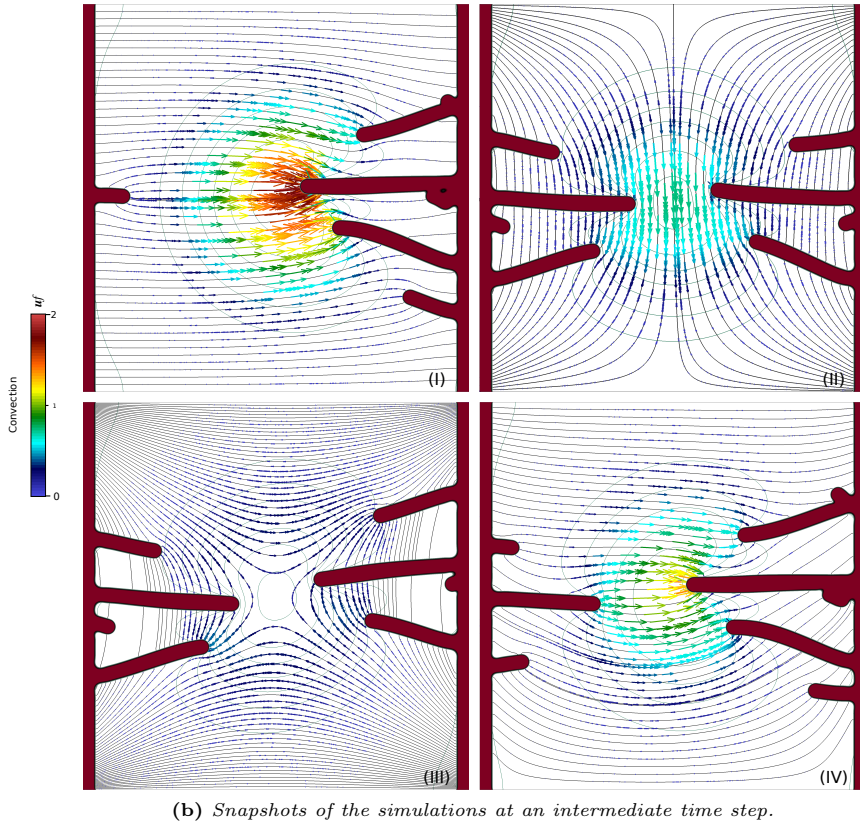 (I)
(II)
Convection uf
2
1
0
(III)
(IV)
(b) Snapshots of the simulations at an intermediate time step.